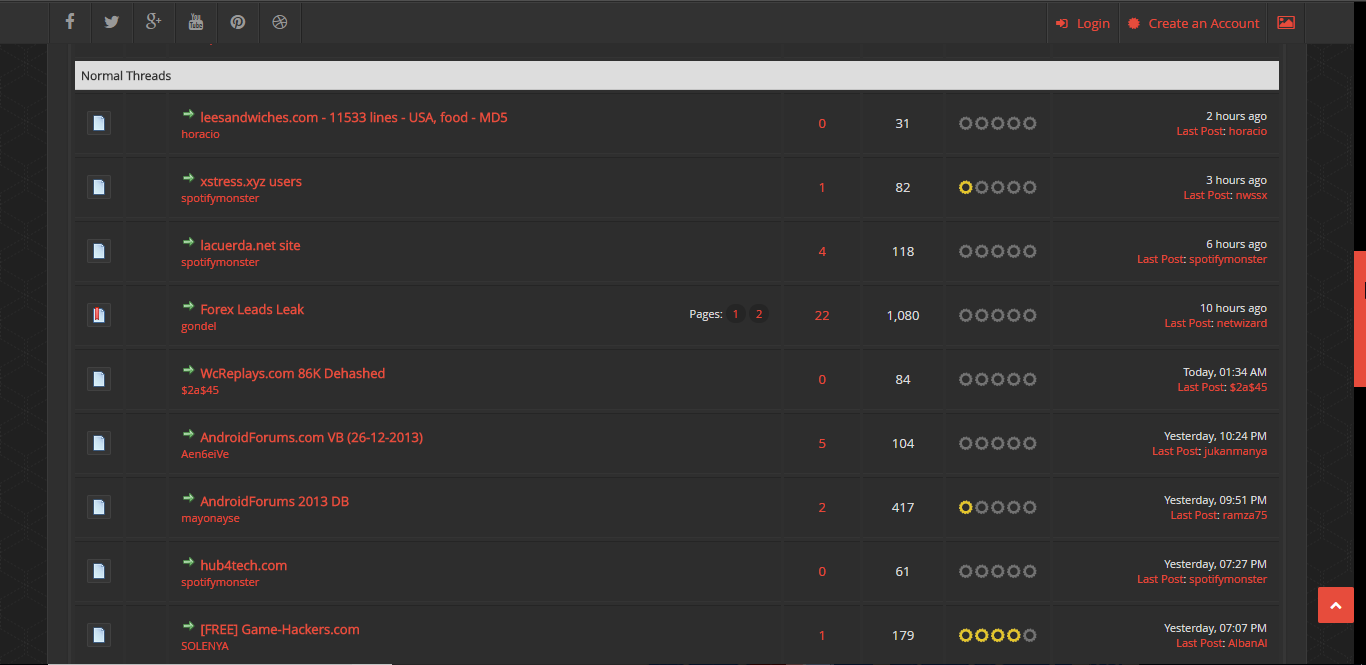 Login
Create an Account
Normal Threads
leesandwiches.com - 11533 lines - USA, food - MD5
horacio
0
31
2 hours ago
Last Post: horacio
xstress.xyz users
spotifymonster
1
82
3 hours ago
Last Post: nwssx
lacuerda.net site
spotifymonster
4
118
6 hours ago
Last Post: spotifymonster
Forex Leads Leak
gondel
Pages: 1 2
22
1,080
10 hours ago
Last Post: netwizard
WcReplays.com 86K Dehashed
$2a$45
0
84
Today, 01:34 AM
Last Post: $2a$45
AndroidForums.com VB (26-12-2013)
Aen6eiVe
5
104
Yesterday, 10:24 PM
Last Post: jukanmanya
AndroidForums 2013 DB
mayonayse
2
417
Yesterday, 09:51 PM
Last Post: ramza75
hub4tech.com
spotifymonster
0
61
Yesterday, 07:27 PM
Last Post: spotifymonster
[FREE] Game-Hackers.com
SOLENYA
1
179
Yesterday, 07:07 PM
Last Post: AlbanAl